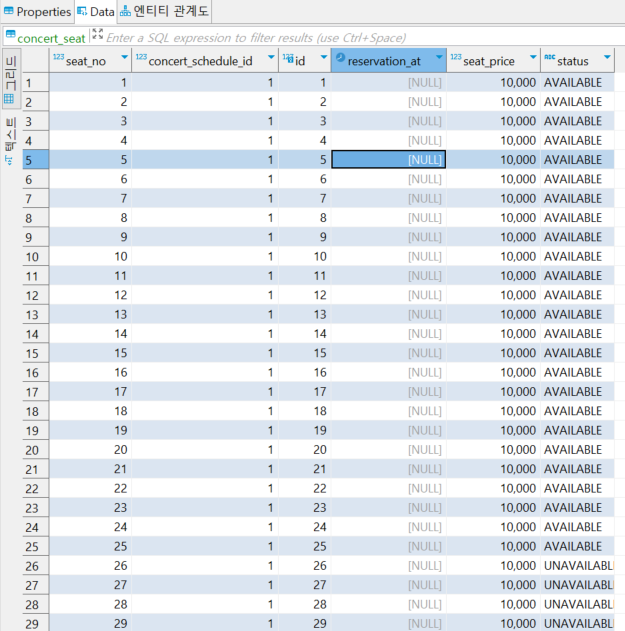 Properties Data 엔티티 관계도
concert_seat Enter a SQL expression to filter results (use Ctrl+Space)
그리드
텍스트
123 seat_no 123 concert_schedule_id 123 id reservation_at 123 seat_price ABC status
1 1 1 1 [NULL] 10,000 AVAILABLE
2 2 1 2 [NULL] 10,000 AVAILABLE
3 3 1 3 [NULL] 10,000 AVAILABLE
4 4 1 4 [NULL] 10,000 AVAILABLE
5 5 1 5 [NULL] 10,000 AVAILABLE
6 6 1 6 [NULL] 10,000 AVAILABLE
7 7 1 7 [NULL] 10,000 AVAILABLE
8 8 1 8 [NULL] 10,000 AVAILABLE
9 9 1 9 [NULL] 10,000 AVAILABLE
10 10 1 10 [NULL] 10,000 AVAILABLE
11 11 1 11 [NULL] 10,000 AVAILABLE
12 12 1 12 [NULL] 10,000 AVAILABLE
13 13 1 13 [NULL] 10,000 AVAILABLE
14 14 1 14 [NULL] 10,000 AVAILABLE
15 15 1 15 [NULL] 10,000 AVAILABLE
16 16 1 16 [NULL] 10,000 AVAILABLE
17 17 1 17 [NULL] 10,000 AVAILABLE
18 18 1 18 [NULL] 10,000 AVAILABLE
19 19 1 19 [NULL] 10,000 AVAILABLE
20 20 1 20 [NULL] 10,000 AVAILABLE
21 21 1 21 [NULL] 10,000 AVAILABLE
22 22 1 22 [NULL] 10,000 AVAILABLE
23 23 1 23 [NULL] 10,000 AVAILABLE
24 24 1 24 [NULL] 10,000 AVAILABLE
25 25 1 25 [NULL] 10,000 AVAILABLE
26 26 1 26 [NULL] 10,000 UNAVAILABL
27 27 1 27 [NULL] 10,000 UNAVAILABL
28 28 1 28 [NULL] 10,000 UNAVAILABL
29 29 1 29 [NULL] 10,000 UNAVAILABL